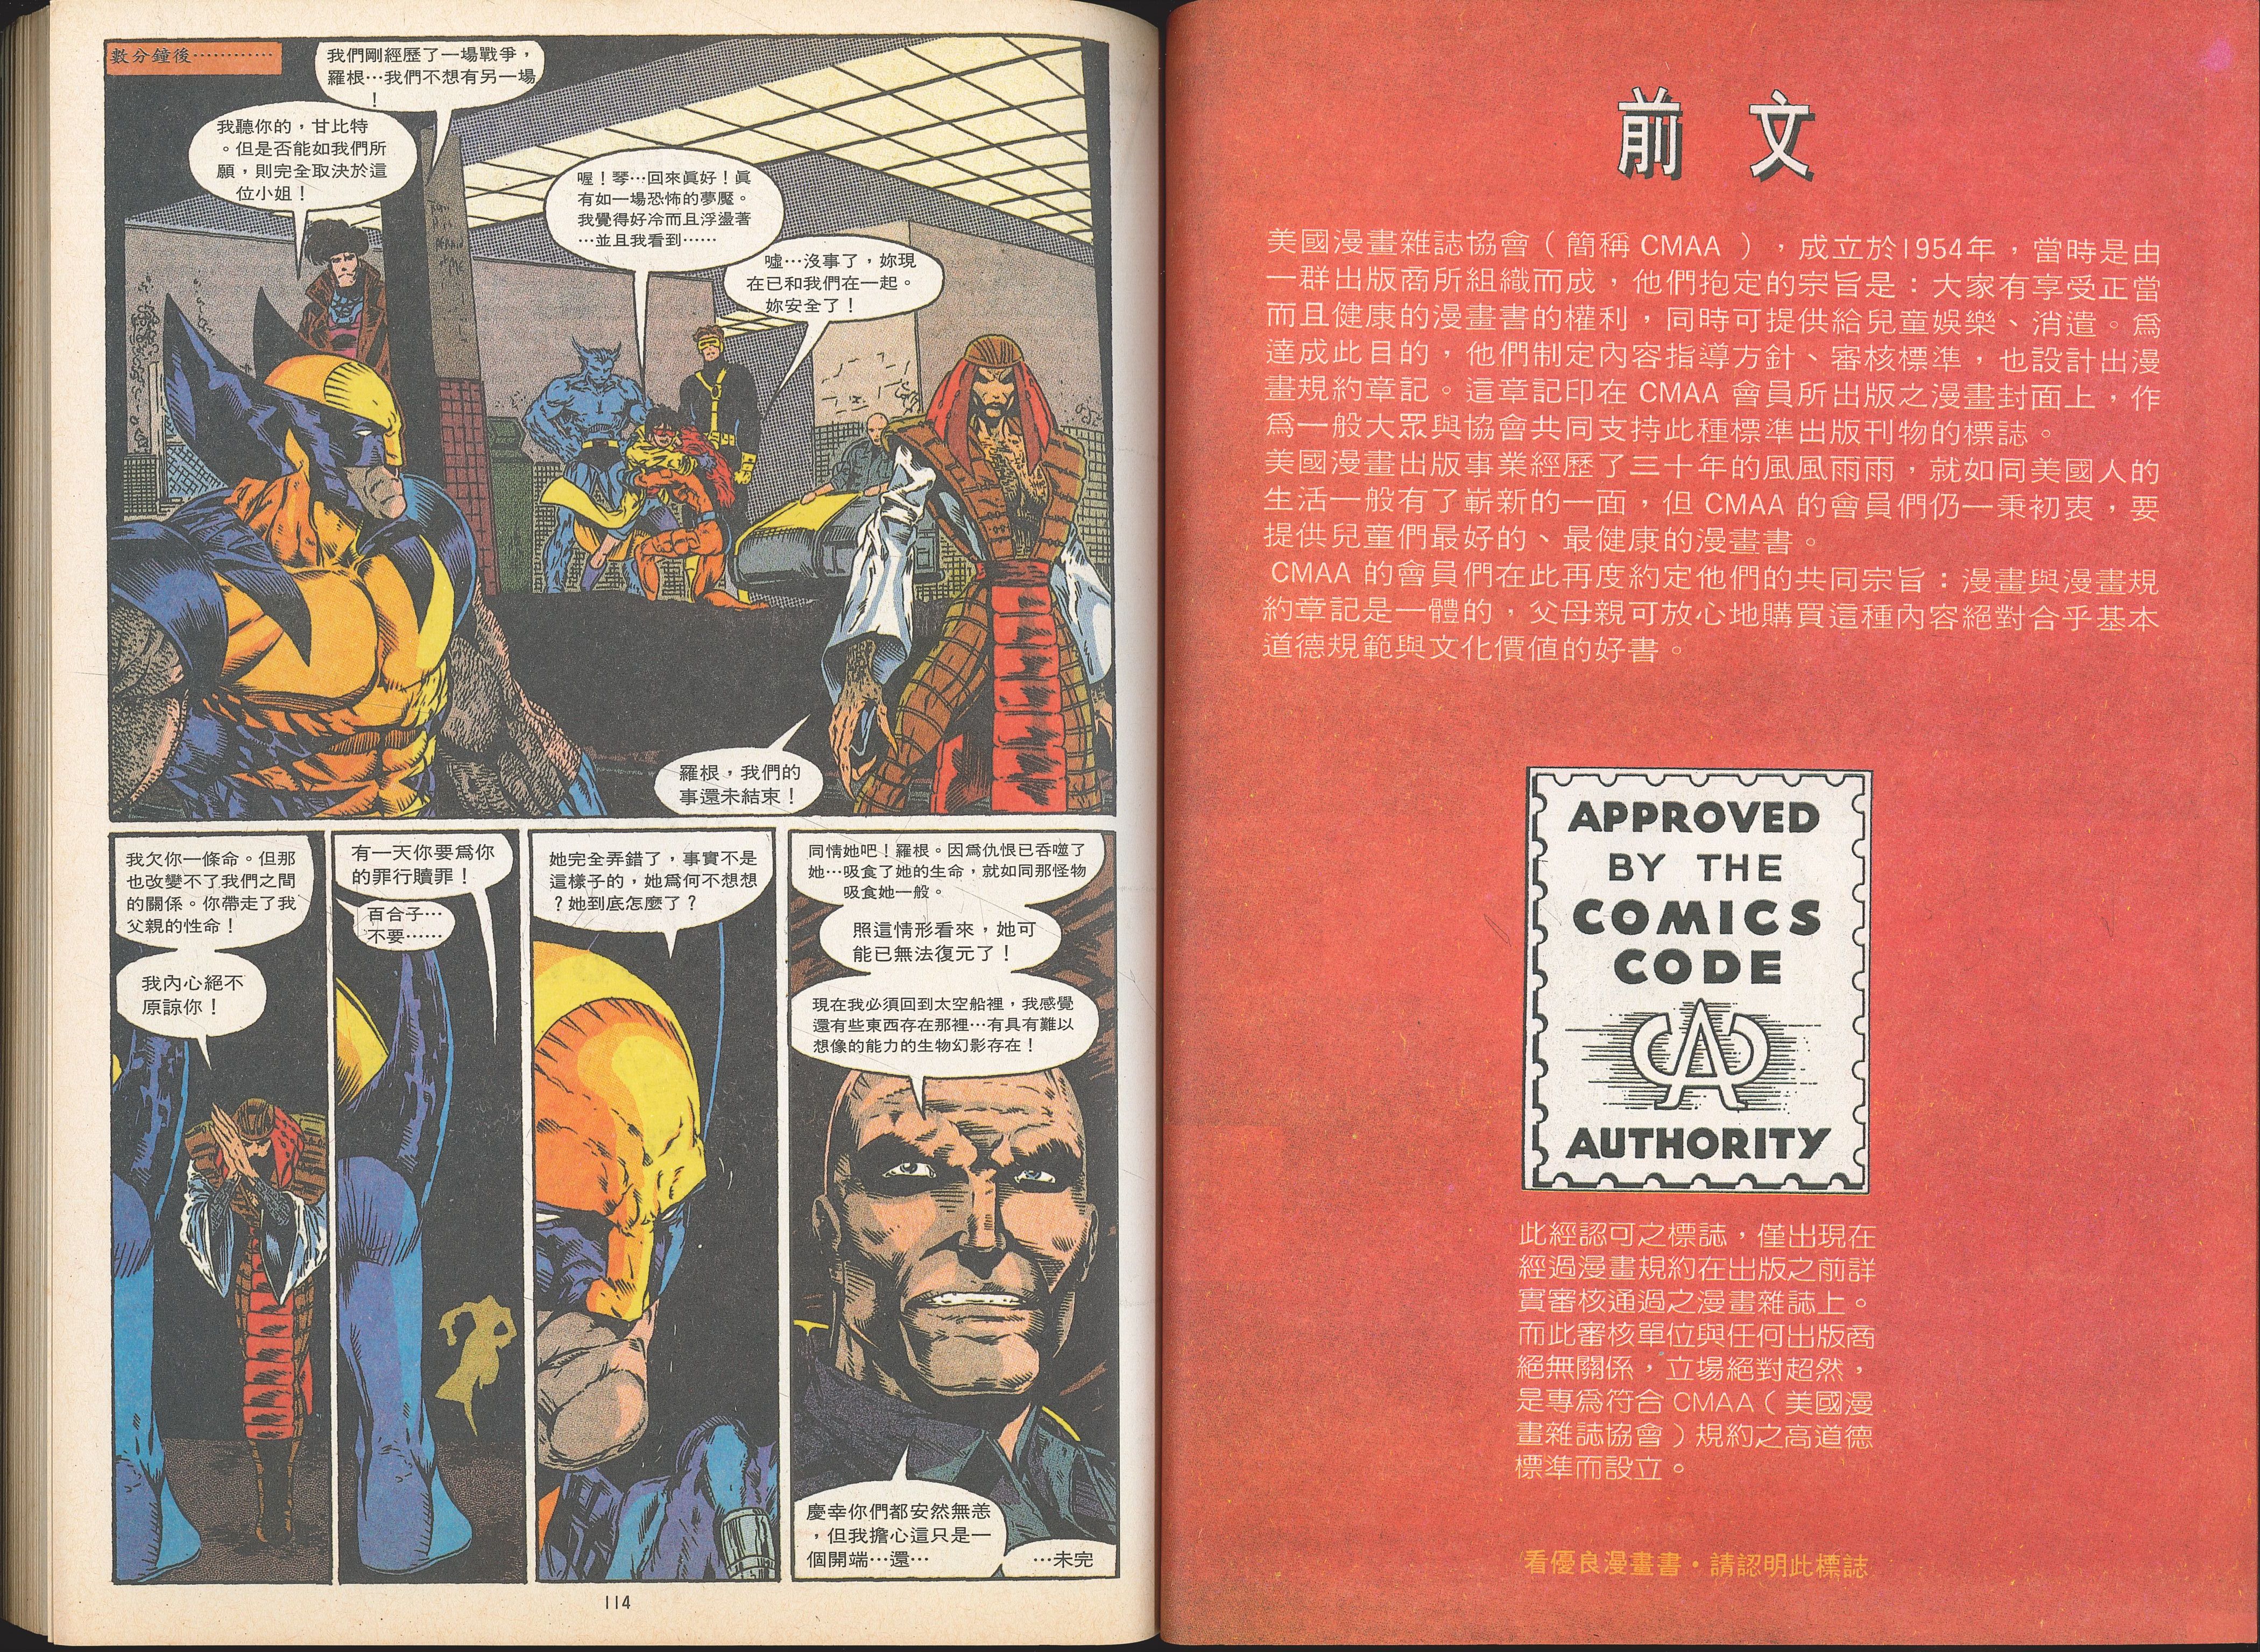 數分鐘後…………
我們剛經歷了一場戰爭，
羅根…我們不想有另一場
！
我聽你的，甘比特
。但是否能如我們所
願，則完全取決於這
位小姐！
喔！琴…回來眞好！眞
有如一場恐怖的夢魘。
我覺得好冷而且浮盪著
…並且我看到……
噓…沒事了，妳現
在已和我們在一起。
妳安全了！
羅根，我們的
事還未結束！
我欠你一條命。但那
也改變不了我們之間
的關係。你帶走了我
父親的性命！
我內心絕不
原諒你！
有一天你要爲你
的罪行贖罪！
百合子…
不要……
她完全弄錯了，事實不是
這樣子的，她爲何不想想
？她到底怎麼了？
同情她吧！羅根。因爲仇恨已吞噬了
她…吸食了她的生命，就如同那怪物
吸食她一般。
照這情形看來，她可
能已無法復元了！
現在我必須回到太空船裡，我感覺
還有些東西存在那裡…有具有難以
想像的能力的生物幻影存在！
慶幸你們都安然無恙
，但我擔心這只是一
個開端…還…
…未完
114
前文
美國漫畫雜誌協會（簡稱 CMAA ），成立於1954年，當時是由
一群出版商所組織而成，他們抱定的宗旨是：大家有享受正當
而且健康的漫畫書的權利，同時可提供給兒童娛樂、消遣。爲
達成此目的，他們制定內容指導方針、審核標準，也設計出漫
畫規約章記。這章記印在 CMAA 會員所出版之漫畫封面上，作
爲一般大眾與協會共同支持此種標準出版刊物的標誌。
美國漫畫出版事業經歷了三十年的風風雨雨，就如同美國人的
生活一般有了嶄新的一面，但 CMAA 的會員們仍一秉初衷，要
提供兒童們最好的、最健康的漫畫書。
CMAA 的會員們在此再度約定他們的共同宗旨：漫畫與漫畫規
約章記是一體的，父母親可放心地購買這種內容絕對合乎基本
道德規範與文化價値的好書。
APPROVED
BY THE
COMICS
CODE
CA
AUTHORITY
此經認可之標誌，僅出現在
經過漫畫規約在出版之前詳
實審核通過之漫畫雜誌上。
而此審核單位與任何出版商
絕無關係，立場絕對超然，
是專爲符合 CMAA（美國漫
畫雜誌協會）規約之高道德
標準而設立。
看優良漫畫書・請認明此標誌